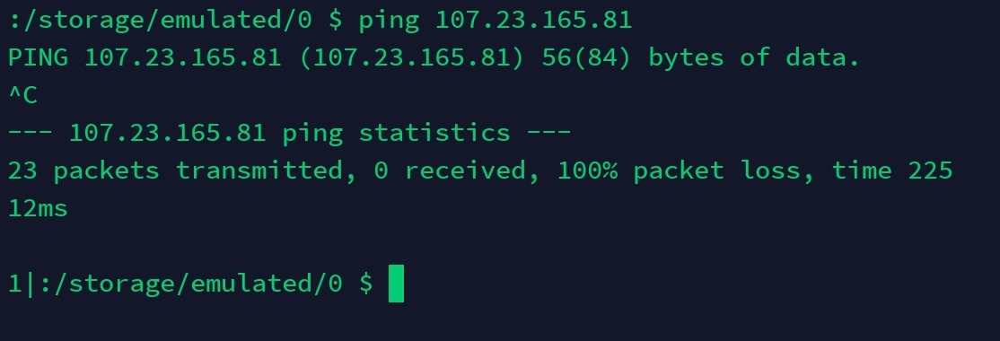 :/storage/emulated/0 $ ping 107.23.165.81
PING 107.23.165.81 (107.23.165.81) 56(84) bytes of data.
^C
--- 107.23.165.81 ping statistics ---
23 packets transmitted, 0 received, 100% packet loss, time 225
12ms
1|:/storage/emulated/0 $